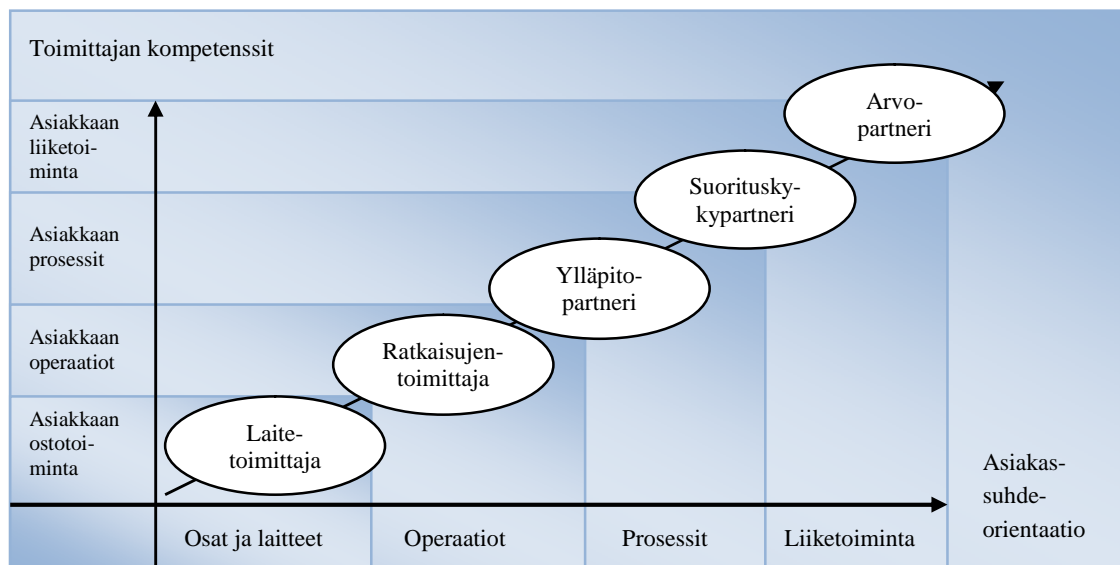 Toimittajan kompetenssit
Arvo-
partneri
Asiakkaan
liiketoi-
minta
Suoritusky-
kypartneri
Asiakkaan
prosessit
Ylläpito-
partneri
Asiakkaan
operaatiot
Ratkaisujen-
toimittaja
Asiakkaan
ostotoi-
minta
Laite-
toimittaja
Asiakas-
suhde-
orientaatio
Osat ja laitteet
Operaatiot
Prosessit
Liiketoiminta